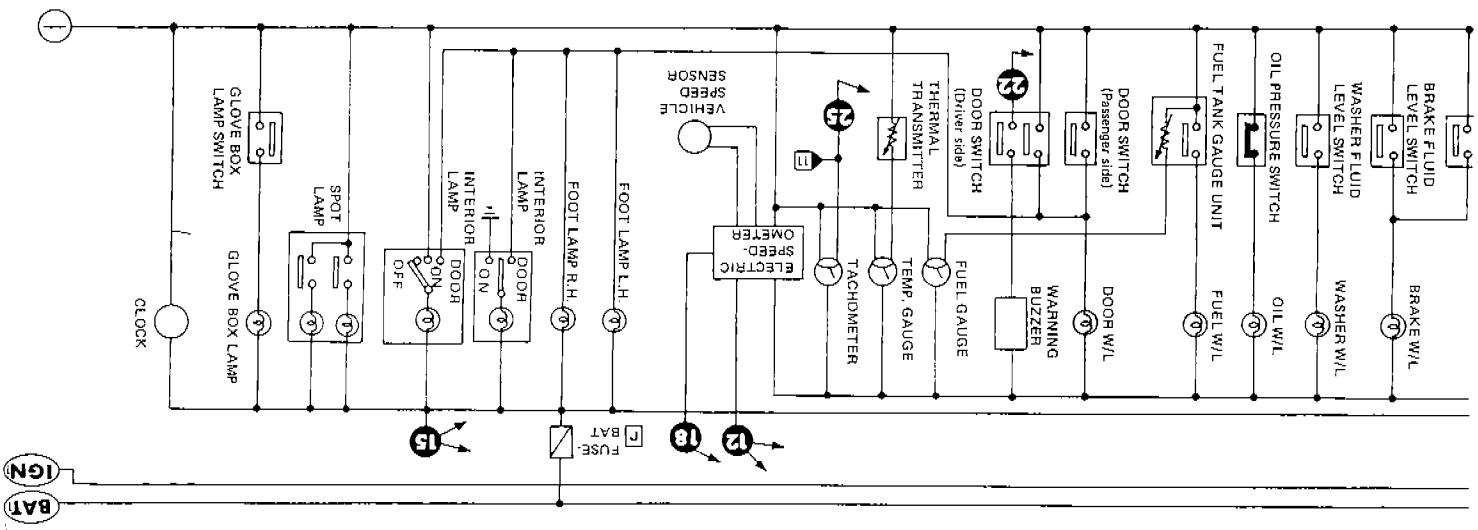 GLOVE BOX
LAMP SWITCH
SPOT
LAMP
GLOVE BOX LAMP
CLOCK
OFF
ON
DOOR
INTERIOR
LAMP
ON
DOOR
INTERIOR
LAMP
FOOT LAMP R.H.
FOOT LAMP L.H.
VEHICLE
SPEED
SENSOR
ELECTRIC
SPEED-
OMETER
25
11
TACHOMETER
THERMAL
TRANSMITTER
TEMP. GAUGE
FUEL GAUGE
22
DOOR SWITCH
(Driver side)
WARNING
BUZZER
DOOR SWITCH
(Passenger side)
DOOR W/L
FUEL TANK GAUGE UNIT
FUEL W/L
OIL PRESSURE SWITCH
OIL W/L
WASHER FLUID
LEVEL SWITCH
WASHER W/L
BRAKE FLUID
LEVEL SWITCH
BRAKE W/L
15
FUSE-
BAT
18
12
IGN
BAT